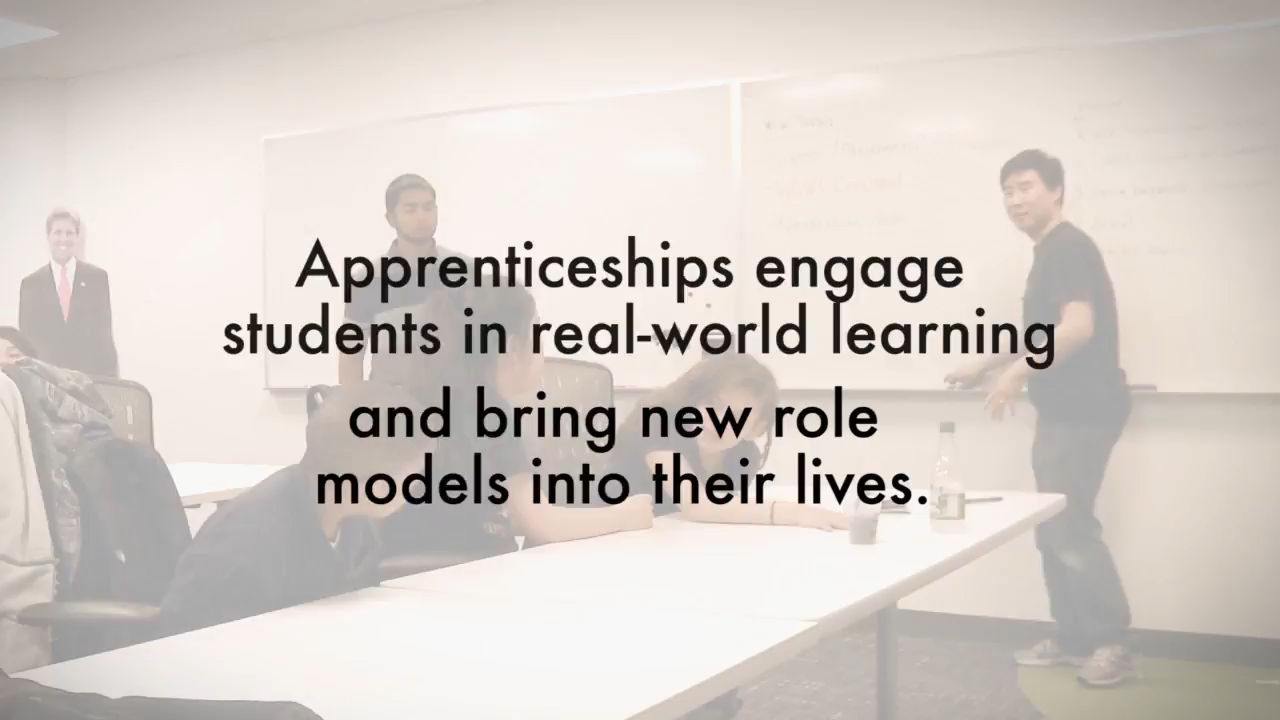 Apprenticeships engage
students in real-world learning
and bring new role
models into their lives.